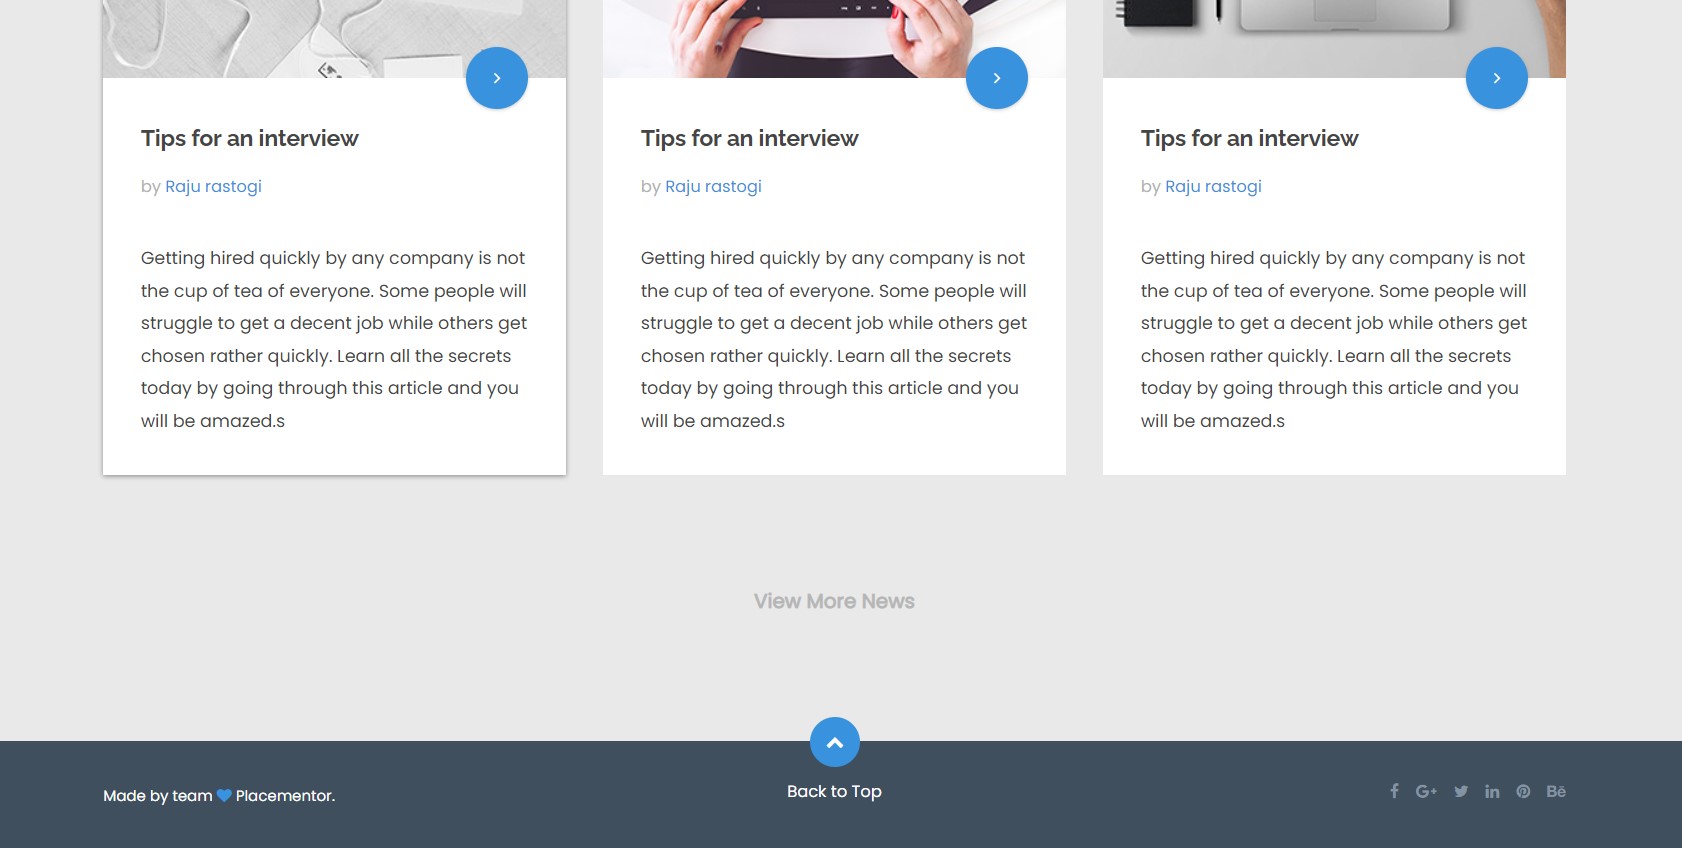 Tips for an interview
by Raju rastogi
Getting hired quickly by any company is not
the cup of tea of everyone. Some people will
struggle to get a decent job while others get
chosen rather quickly. Learn all the secrets
today by going through this article and you
will be amazed.s
Tips for an interview
by Raju rastogi
Getting hired quickly by any company is not
the cup of tea of everyone. Some people will
struggle to get a decent job while others get
chosen rather quickly. Learn all the secrets
today by going through this article and you
will be amazed.s
Tips for an interview
by Raju rastogi
Getting hired quickly by any company is not
the cup of tea of everyone. Some people will
struggle to get a decent job while others get
chosen rather quickly. Learn all the secrets
today by going through this article and you
will be amazed.s
View More News
Made by team Placementor.
Back to Top